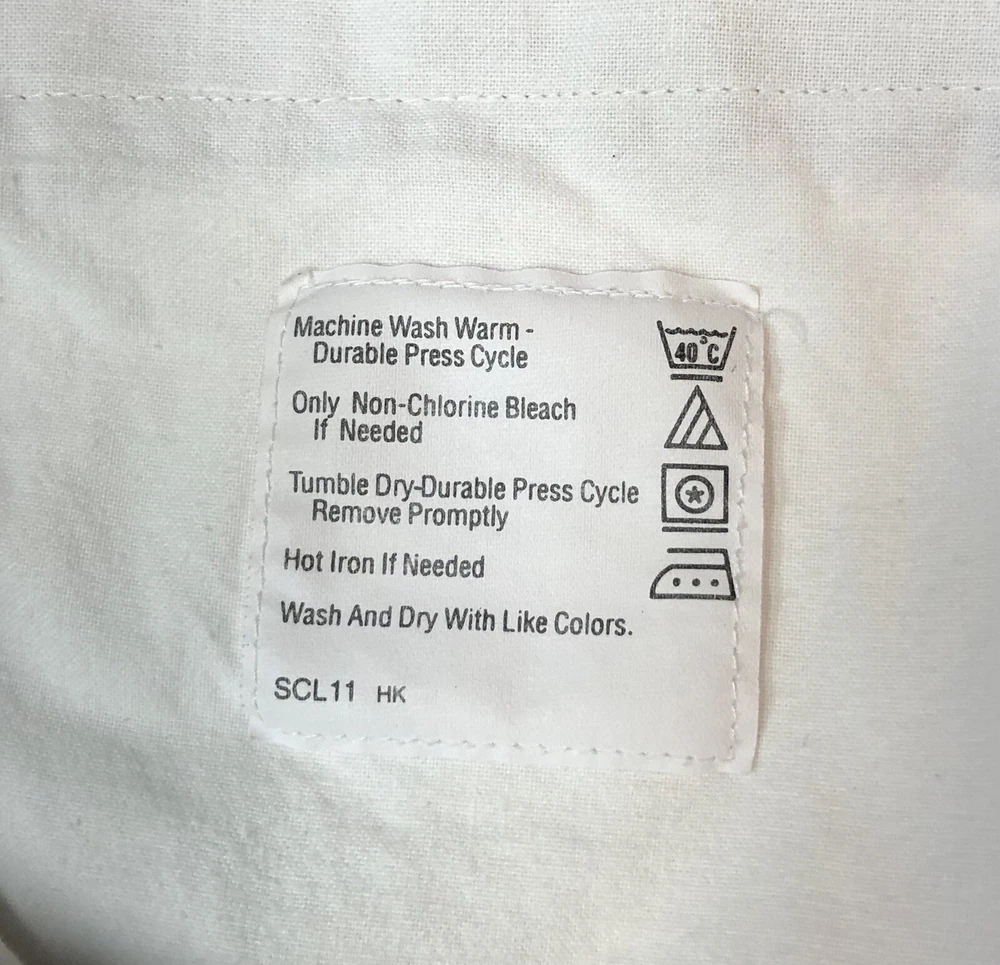 Machine Wash Warm -
Durable Press Cycle
40°C
Only Non-Chlorine Bleach
If Needed
Tumble Dry-Durable Press Cycle
Remove Promptly
Hot Iron If Needed
Wash And Dry With Like Colors.
SCL11 HK